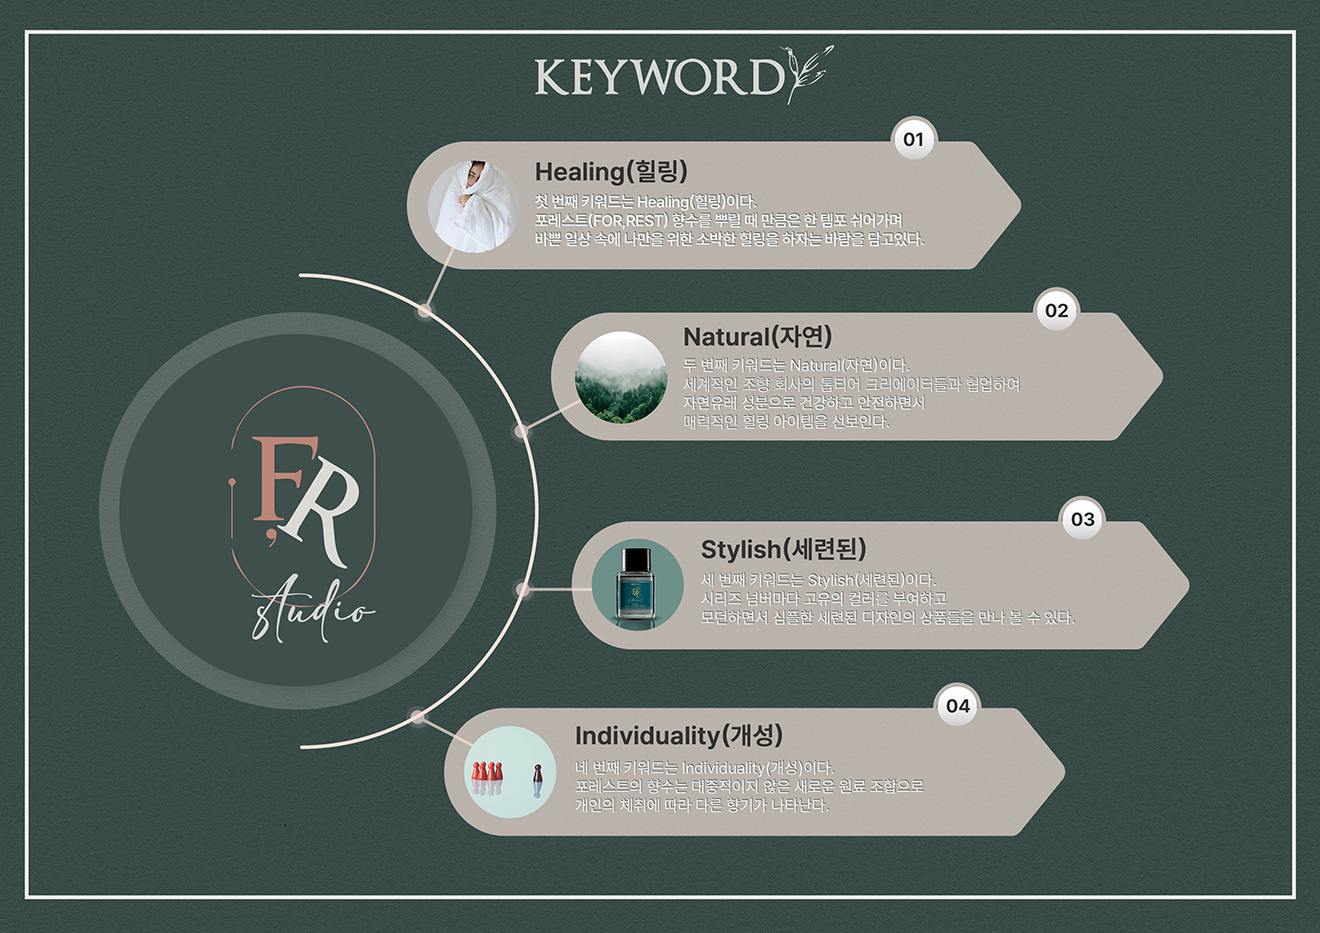 KEYWORD
01
Healing(힐링)
첫 번째 키워드는 Healing(힐링)이다.
포레스트(FOR,REST) 향수를 뿌릴 때 만큼은 한 템포 쉬어가며
바쁜 일상 속에 나만을 위한 소박한 힐링을 하자는 바람을 담고있다.
02
Natural(자연)
두 번째 키워드는 Natural(자연)이다.
세계적인 조향 회사의 톱티어 크리에이터들과 협업하여
자연유래 성분으로 건강하고 안전하면서
매력적인 힐링 아이템을 선보인다.
F,R
studio
03
Stylish(세련된)
세 번째 키워드는 Stylish(세련된)이다.
시리즈 넘버마다 고유의 컬러를 부여하고
모던하면서 심플한 세련된 디자인의 상품들을 만나 볼 수 있다.
04
Individuality(개성)
네 번째 키워드는 Individuality(개성)이다.
포레스트의 향수는 대중적이지 않은 새로운 원료 조합으로
개인의 체취에 따라 다른 향기가 나타난다.